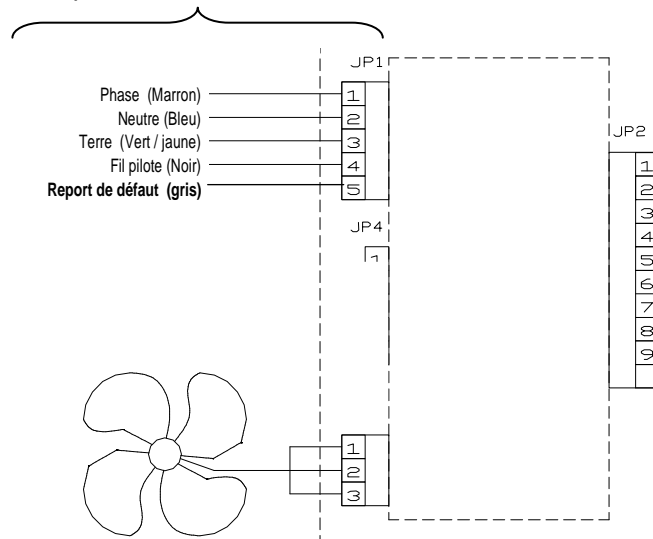 JP1
Phase (Marron)
1
Neutre (Bleu)
2
Terre (Vert / jaune)
3
Fil pilote (Noir)
4
Report de défaut (gris)
5
JP2
1
2
3
4
5
6
7
8
9
JP4
1
2
3